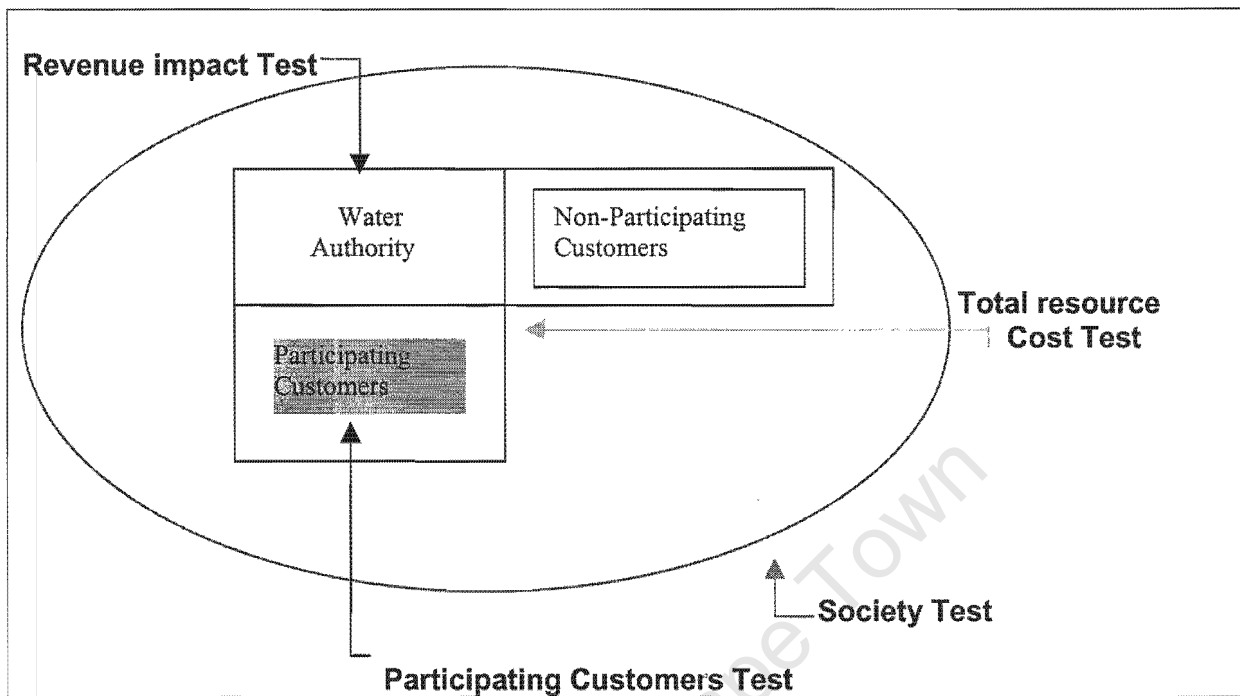 Revenue impact Test
Water
Authority
Non-Participating
Customers
Total resource
Cost Test
Participating
Customers
Society Test
Participating Customers Test
Town